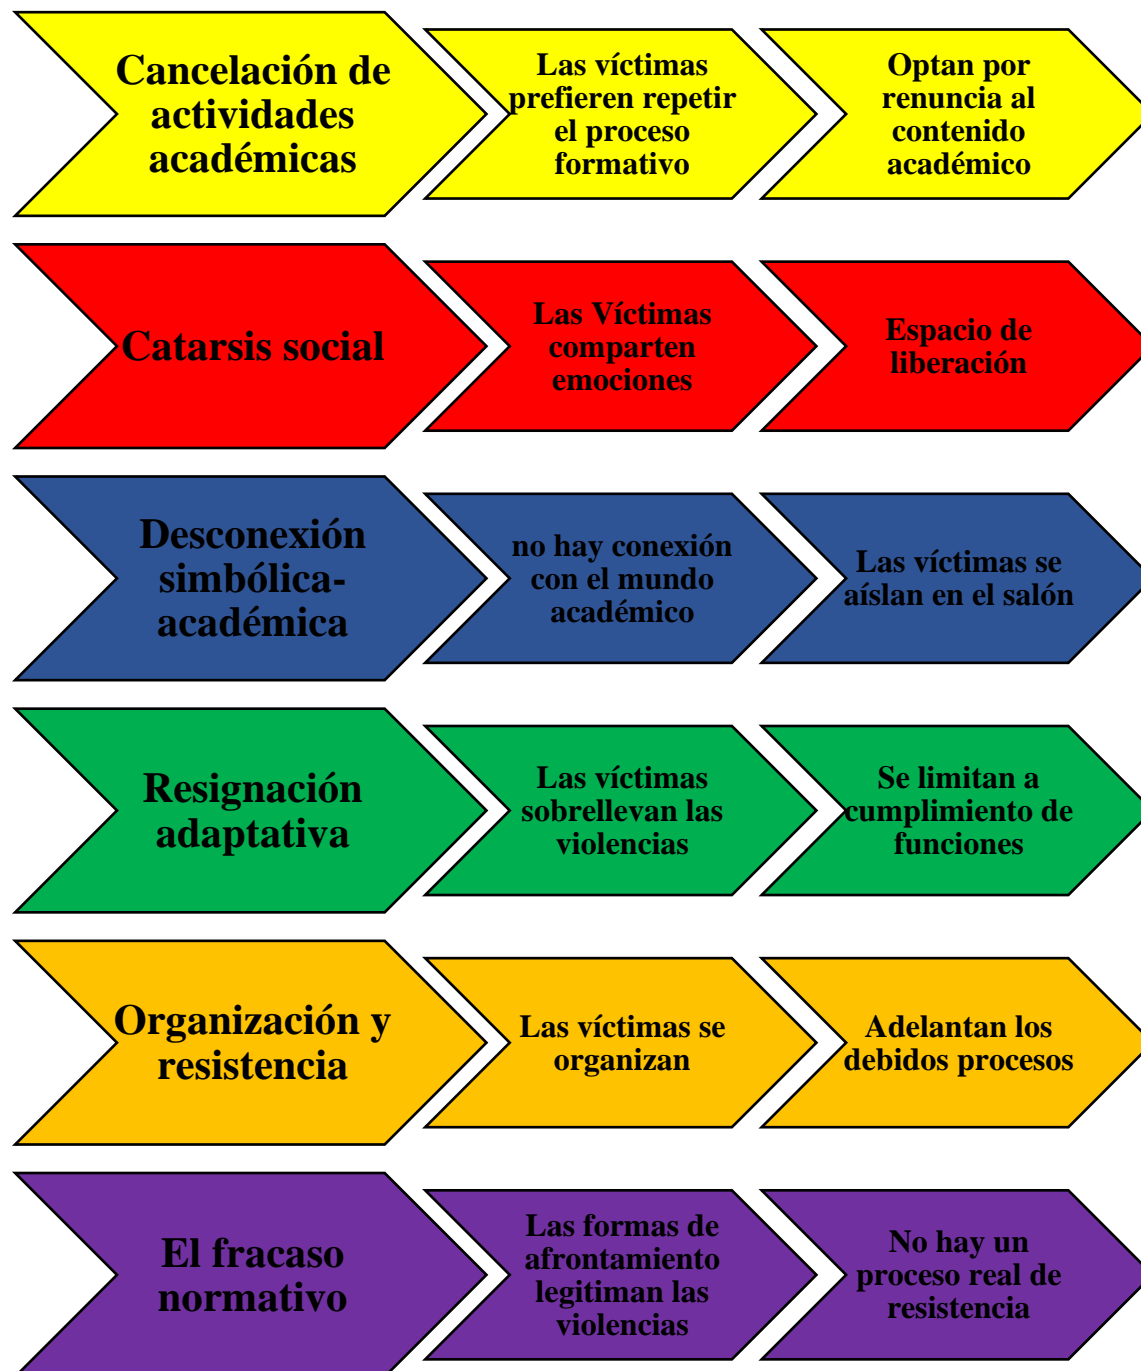 Cancelación de
actividades
académicas
Las víctimas
prefieren repetir
el proceso
formativo
Optan por
renuncia al
contenido
académico
Catarsis social
Las Víctimas
comparten
emociones
Espacio de
liberación
Desconexión
simbólica-
académica
no hay conexión
con el mundo
académico
Las víctimas se
aíslan en el salón
Resignación
adaptativa
Las víctimas
sobrellevan las
violencias
Se limitan a
cumplimiento de
funciones
Organización y
resistencia
Las víctimas se
organizan
Adelantan los
debidos procesos
El fracaso
normativo
Las formas de
afrontamiento
legitiman las
violencias
No hay un
proceso real de
resistencia